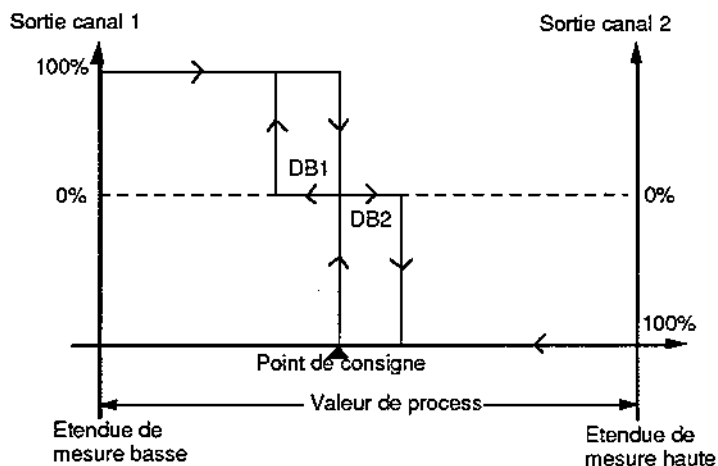 Sortie canal 1
Sortie canal 2
100%
DB1
0%
0%
DB2
100%
Point de consigne
Valeur de process
Etendue de
mesure basse
Etendue de
mesure haute